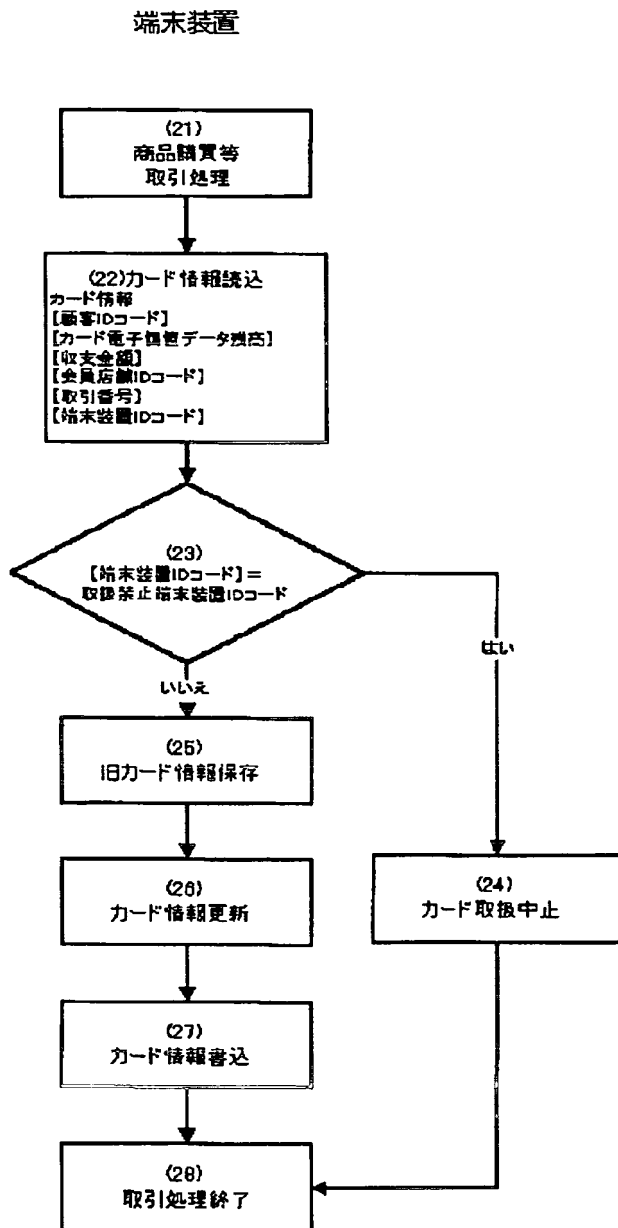 端末装置
(21)
商品購買等
取引処理
(22)カード情報読込
カード情報
[顧客IDコード]
[カード電子価値データ残高]
[収支金額]
[会員店舗IDコード]
[取引番号]
[端末装置IDコード]
(23)
[端末装置IDコード]=
取扱禁止端末装置IDコード
はい
いいえ
(25)
旧カード情報保存
(26)
カード情報更新
(24)
カード取扱中止
(27)
カード情報書込
(28)
取引処理終了